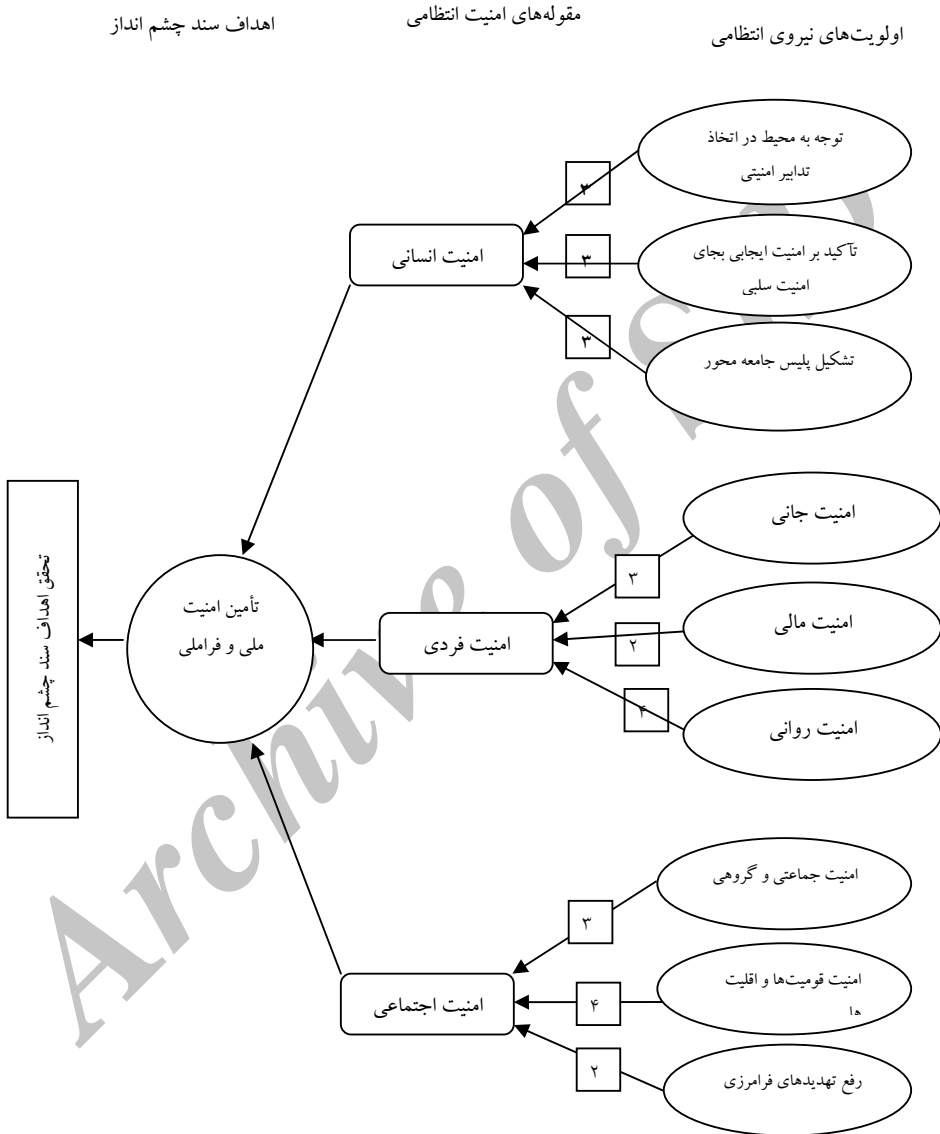 اولویت‌های نیروی انتظامی
مقوله‌های امنیت انتظامی
اهداف سند چشم انداز
توجه به محیط در اتخاذ
تدابیر امنیتی
۳
تأکید بر امنیت ایجابی بجای
امنیت سلبی
۳
تشکیل پلیس جامعه محور
۳
امنیت انسانی
امنیت جانی
۳
امنیت مالی
۲
امنیت روانی
۴
امنیت فردی
امنیت جماعتی و گروهی
۳
امنیت قومیت‌ها و اقلیت
ها
۴
رفع تهدیدهای فرامرزی
۲
امنیت اجتماعی
تأمین امنیت
ملی و فراملی
تحقق اهداف سند چشم انداز
Archive of